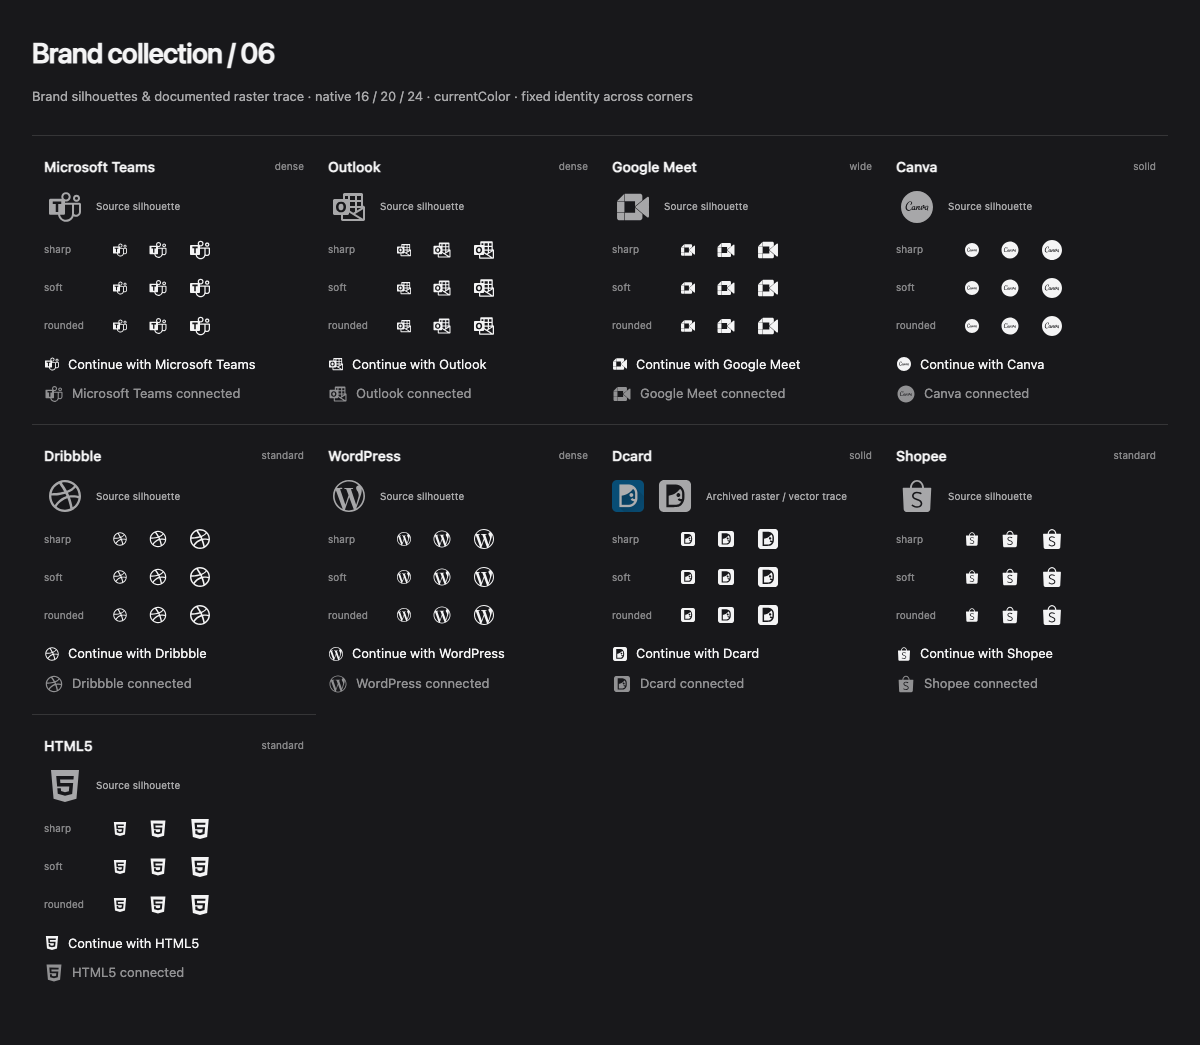 Brand collection / 06
Brand silhouettes & documented raster trace · native 16 / 20 / 24 · currentColor · fixed identity across corners
Microsoft Teams dense
Source silhouette
sharp
soft
rounded
Continue with Microsoft Teams
Microsoft Teams connected
Outlook dense
Source silhouette
sharp
soft
rounded
Continue with Outlook
Outlook connected
Google Meet wide
Source silhouette
sharp
soft
rounded
Continue with Google Meet
Google Meet connected
Canva solid
Canva
Source silhouette
sharp
soft
rounded
Continue with Canva
Canva connected
Dribbble standard
Source silhouette
sharp
soft
rounded
Continue with Dribbble
Dribbble connected
WordPress dense
Source silhouette
sharp
soft
rounded
Continue with WordPress
WordPress connected
Dcard solid
Archived raster / vector trace
sharp
soft
rounded
Continue with Dcard
Dcard connected
Shopee standard
Source silhouette
sharp
soft
rounded
Continue with Shopee
Shopee connected
HTML5 standard
Source silhouette
sharp
soft
rounded
Continue with HTML5
HTML5 connected